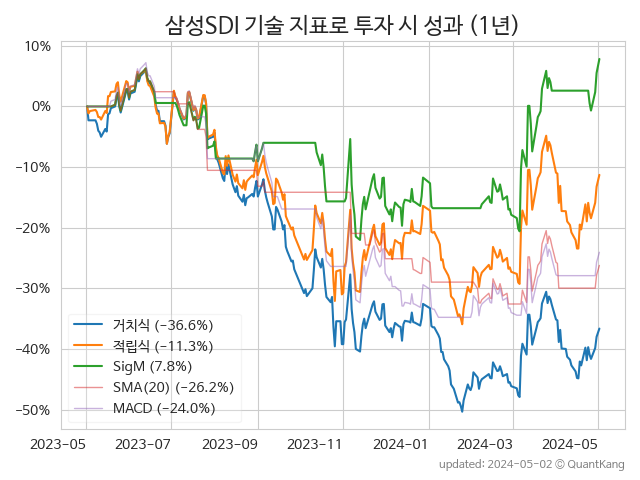 삼성SDI 기술 지표로 투자 시 성과 (1년)
10%
0%
−10%
−20%
−30%
−40%
−50%
거치식 (−36.6%)
적립식 (−11.3%)
SigM (7.8%)
SMA(20) (−26.2%)
MACD (−24.0%)
2023-05 2023-07 2023-09 2023-11 2024-01 2024-03 2024-05
updated: 2024-05-02 © QuantKang